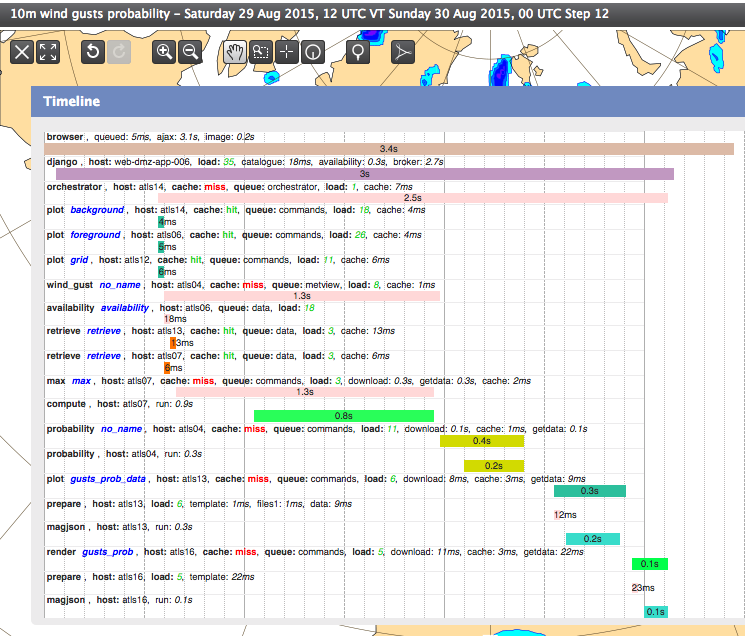 10m wind gusts probability – Saturday 29 Aug 2015, 12 UTC VT Sunday 30 Aug 2015, 00 UTC Step 12
Timeline
browser, queued: 5ms, ajax: 3.1s, image: 0.2s
3.4s
django, host: web-dmz-app-006, load: 35, catalogue: 18ms, availability: 0.3s, broker: 2.7s
3s
orchestrator, host: atls14, cache: miss, queue: orchestrator, load: 1, cache: 7ms
2.5s
plot background, host: atls14, cache: hit, queue: commands, load: 18, cache: 4ms
4ms
plot foreground, host: atls06, cache: hit, queue: commands, load: 28, cache: 4ms
5ms
plot grid, host: atls12, cache: hit, queue: commands, load: 11, cache: 6ms
6ms
wind_gust no_name, host: atls04, cache: miss, queue: metview, load: 8, cache: 1ms
1.3s
availability availability, host: atls06, queue: data, load: 18
18ms
retrieve retrieve, host: atls13, cache: hit, queue: data, load: 3, cache: 13ms
13ms
retrieve retrieve, host: atls07, cache: hit, queue: data, load: 3, cache: 6ms
6ms
max max, host: atls07, cache: miss, queue: commands, load: 3, download: 0.3s, getdata: 0.3s, cache: 2ms
1.3s
compute, host: atls07, run: 0.9s
0.8s
probability no_name, host: atls04, cache: miss, queue: commands, load: 11, download: 0.1s, cache: 1ms, getdata: 0.1s
0.4s
probability, host: atls04, run: 0.3s
0.2s
plot gusts_prob_data, host: atls13, cache: miss, queue: commands, load: 6, download: 8ms, cache: 3ms, getdata: 9ms
0.3s
prepare, host: atls13, load: 6, template: 1ms, files1: 1ms, data: 9ms
12ms
magjson, host: atls13, run: 0.3s
0.2s
render gusts_prob, host: atls16, cache: miss, queue: commands, load: 5, download: 11ms, cache: 3ms, getdata: 22ms
0.1s
prepare, host: atls16, load: 5, template: 22ms
23ms
magjson, host: atls16, run: 0.1s
0.1s